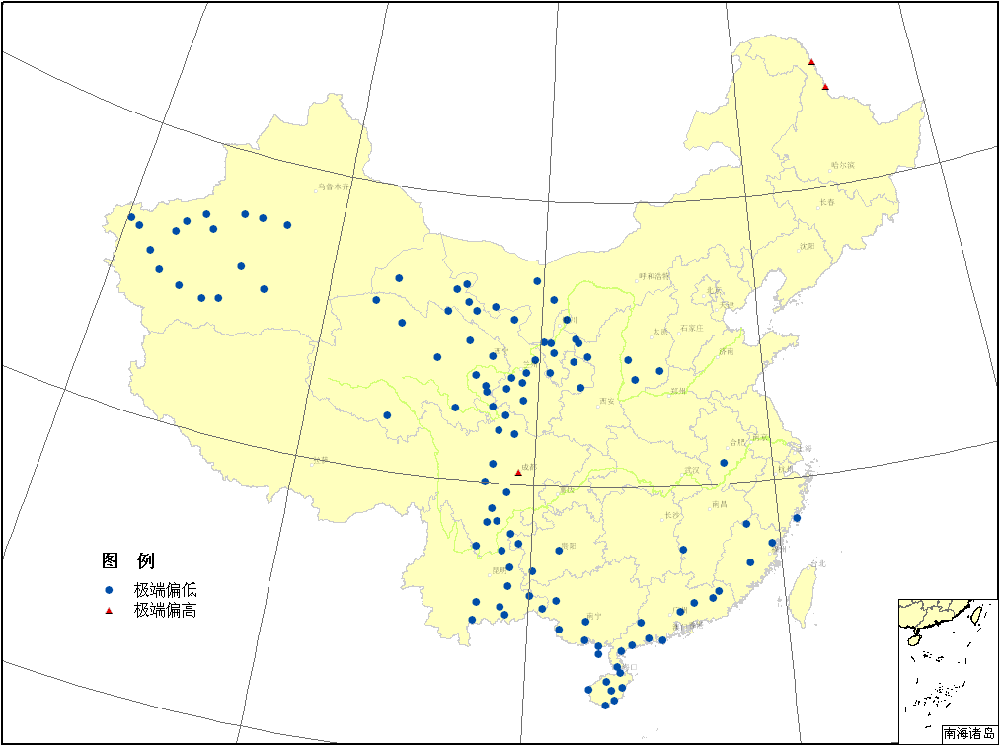 哈尔滨
长春
乌鲁木齐
沈阳
呼和浩特
北京
天津
银川
石家庄
太原
西宁
济南
兰州
郑州
西安
合肥
南京
上海
拉萨
成都
武汉
杭州
重庆
南昌
长沙
贵阳
福州
图 例
台北
昆明
极端偏低
极端偏高
广州
南宁
香港
海口
南海诸岛